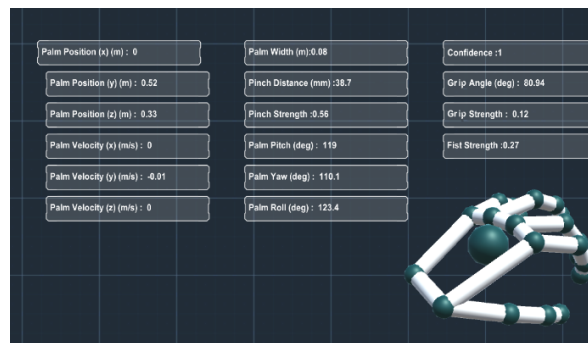 Palm Position (x) (m) : 0
Palm Position (y) (m) : 0.52
Palm Position (z) (m) : 0.33
Palm Velocity (x) (m/s) : 0
Palm Velocity (y) (m/s) : -0.01
Palm Velocity (z) (m/s) : 0
Palm Width (m):0.08
Pinch Distance (mm) :38.7
Pinch Strength :0.56
Palm Pitch (deg) : 119
Palm Yaw (deg) : 110.1
Palm Roll (deg) : 123.4
Confidence :1
Grip Angle (deg) : 80.94
Grip Strength : 0.12
Fist Strength :0.27